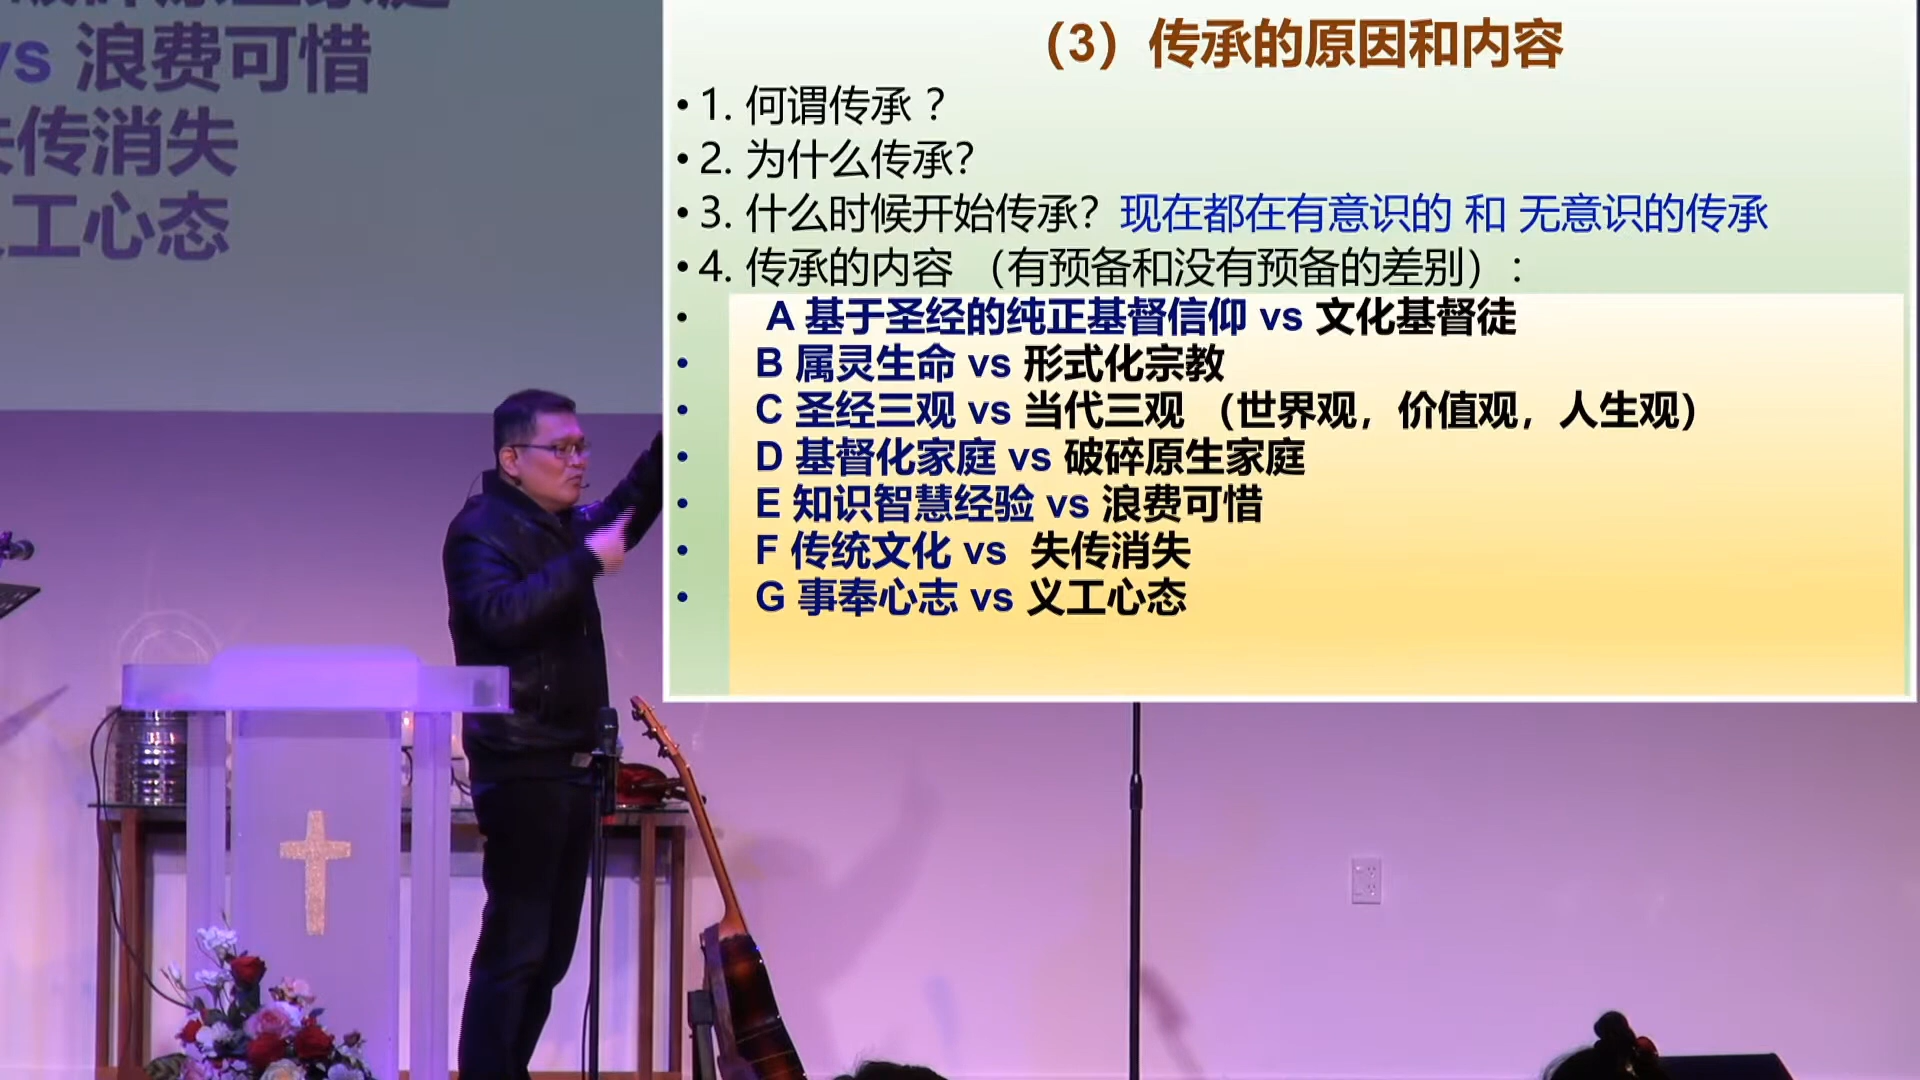 vs 浪费可惜
传消失
工心态
（3）传承的原因和内容
• 1. 何谓传承 ？
• 2. 为什么传承？
• 3. 什么时候开始传承？ 现在都在有意识的 和 无意识的传承
• 4. 传承的内容 （有预备和没有预备的差别）：
• A 基于圣经的纯正基督信仰 vs 文化基督徒
• B 属灵生命 vs 形式化宗教
• C 圣经三观 vs 当代三观 （世界观，价值观，人生观）
• D 基督化家庭 vs 破碎原生家庭
• E 知识智慧经验 vs 浪费可惜
• F 传统文化 vs 失传消失
• G 事奉心志 vs 义工心态